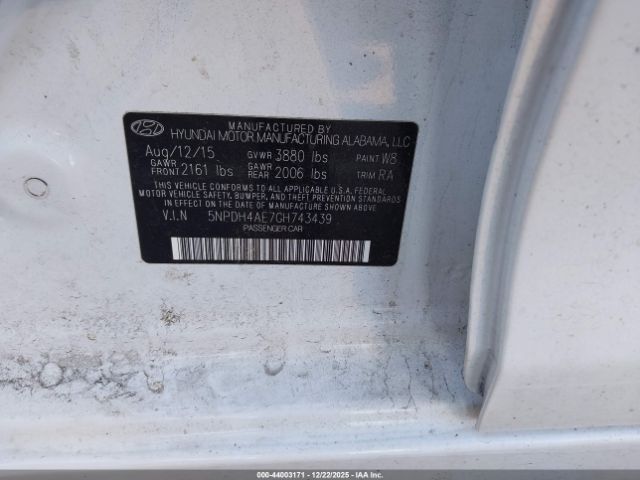 MANUFACTURED BY
HYUNDAI MOTOR MANUFACTURING ALABAMA, LLC
Aug/12/15 GVWR 3880 lbs PAINT W8
GAWR FRONT 2161 lbs GAWR REAR 2006 lbs TRIM RA
THIS VEHICLE CONFORMS TO ALL APPLICABLE U.S.A. FEDERAL
MOTOR VEHICLE SAFETY, BUMPER, AND THEFT PREVENTION STANDARDS
IN EFFECT ON THE DATE OF MANUFACTURE SHOWN ABOVE.
V.I.N 5NPDH4AE7GH743439
PASSENGER CAR
000-44003171 | 12/22/2025 | IAAI.COM